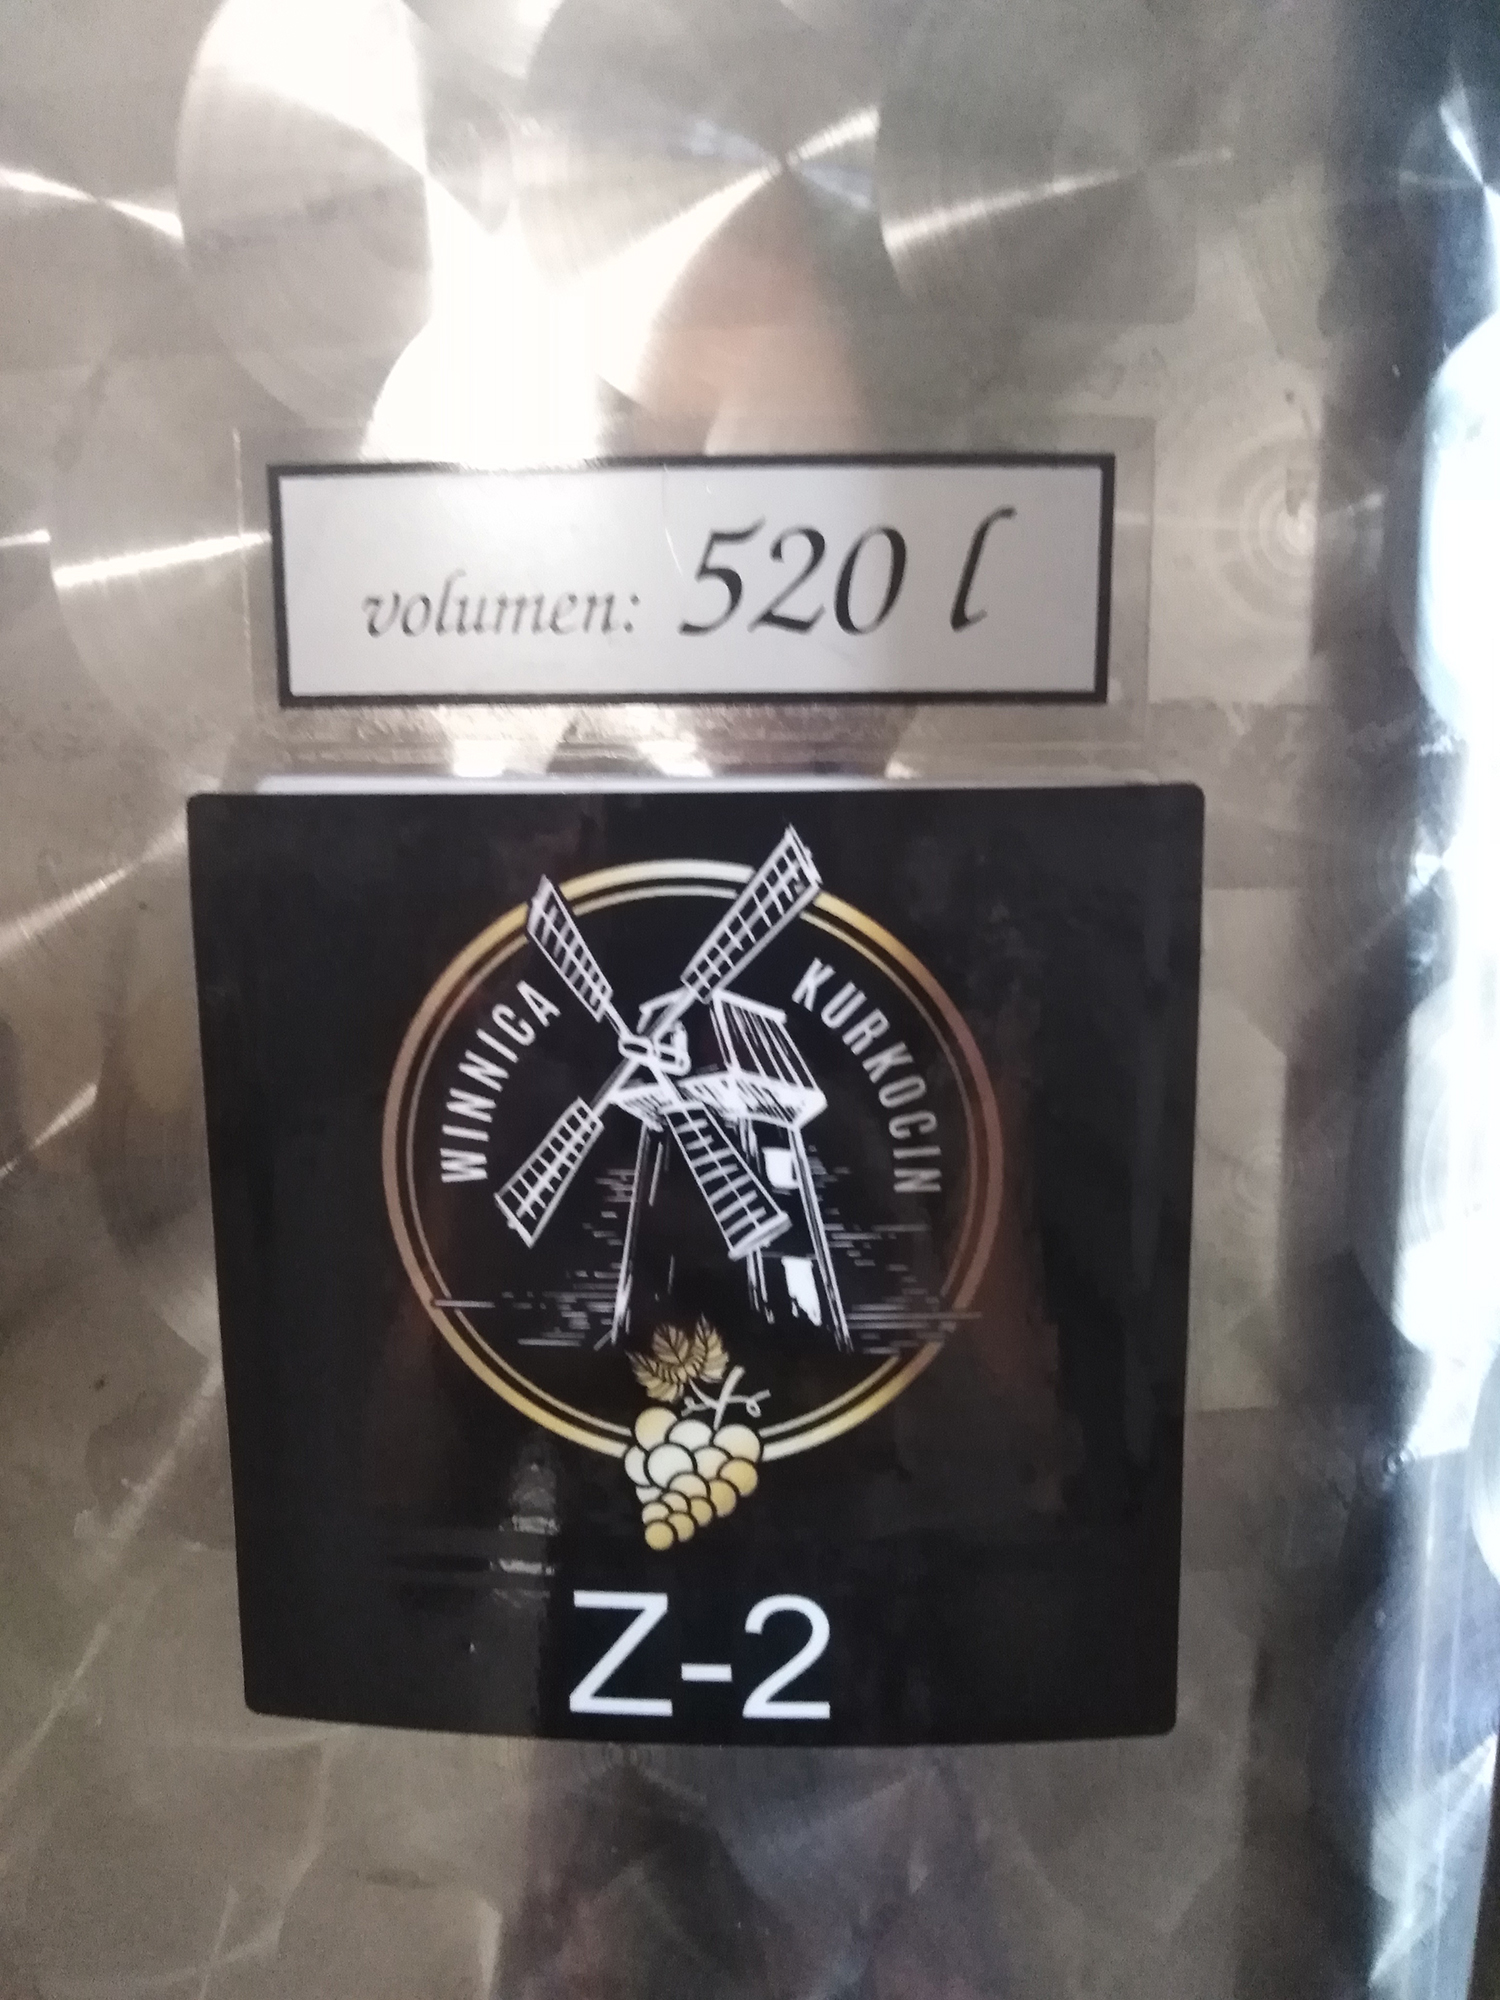 volumen: 520 l
WINNICA KURKOCIN
Z-2